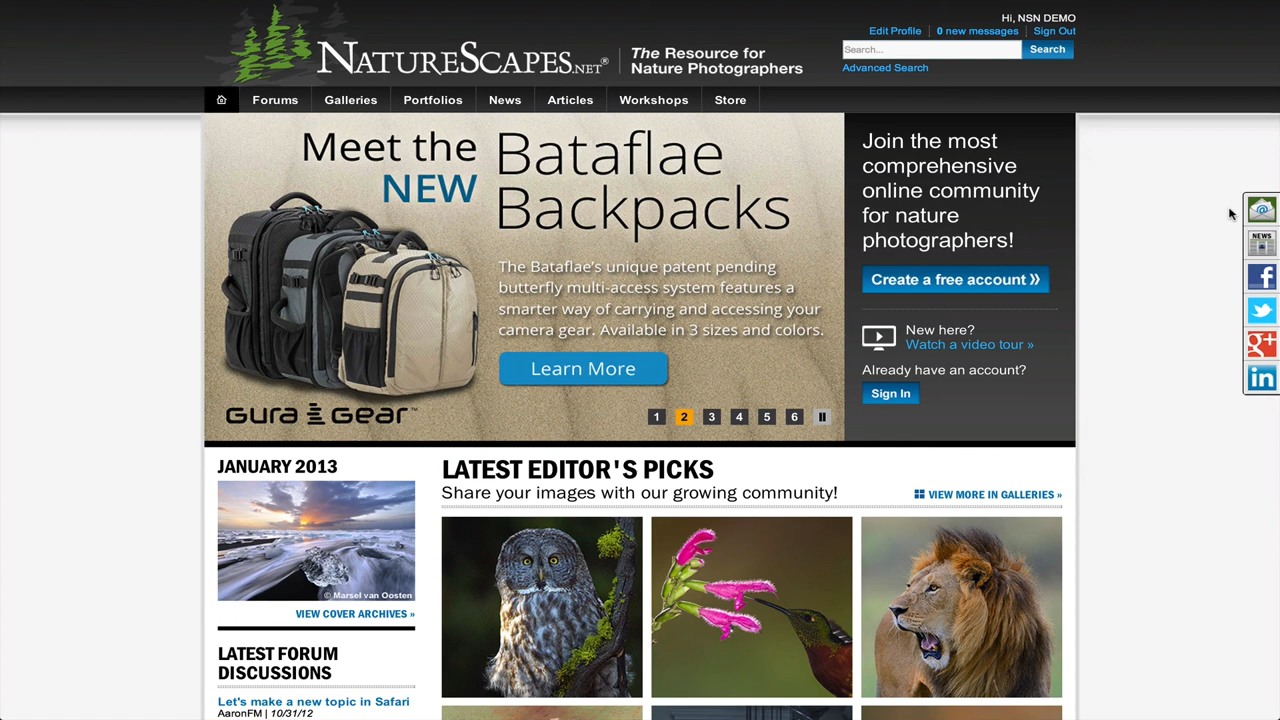 Hi, NSN DEMO
Edit Profile | 0 new messages | Sign Out
NATURESCAPES.NET®
The Resource for
Nature Photographers
Search... Search
Advanced Search
Forums Galleries Portfolios News Articles Workshops Store
Meet the
NEW
Bataflae
Backpacks
The Bataflae's unique patent pending
butterfly multi-access system features a
smarter way of carrying and accessing your
camera gear. Available in 3 sizes and colors.
Learn More
GURA GEAR™
1 2 3 4 5 6
Join the most
comprehensive
online community
for nature
photographers!
Create a free account »
New here?
Watch a video tour »
Already have an account?
Sign In
NEWS
f
g+
in
JANUARY 2013
© Marsel van Oosten
VIEW COVER ARCHIVES »
LATEST FORUM
DISCUSSIONS
Let's make a new topic in Safari
AaronFM | 10/31/12
LATEST EDITOR'S PICKS
Share your images with our growing community!
VIEW MORE IN GALLERIES »